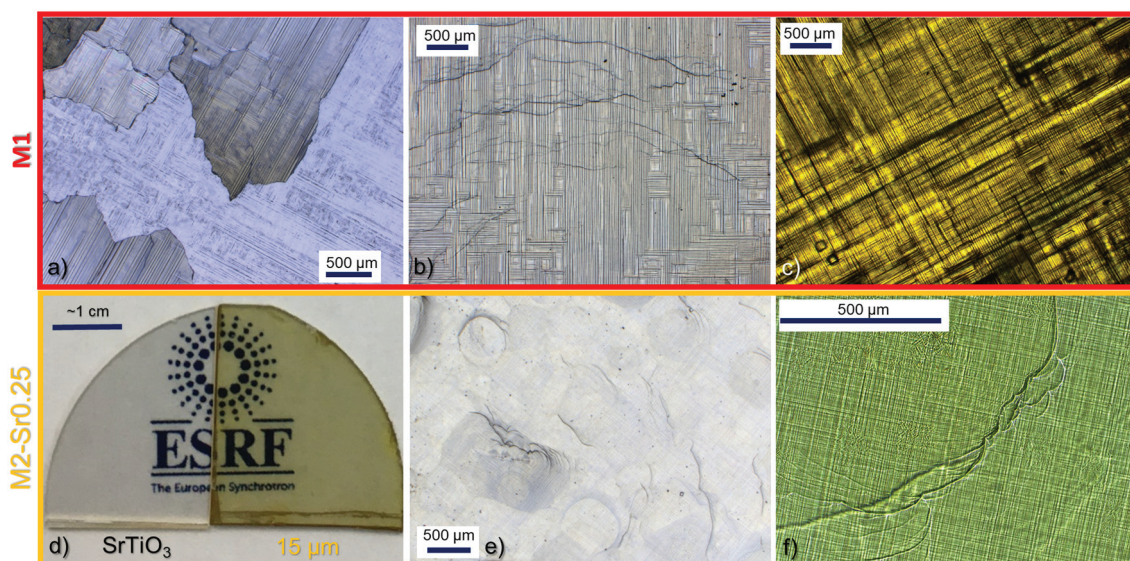 M1
500 µm
a)
500 µm
b)
500 µm
c)
M2-Sr0.25
~1 cm
ESRF
The European Synchrotron
d)
SrTiO3
15 µm
500 µm
e)
500 µm
f)